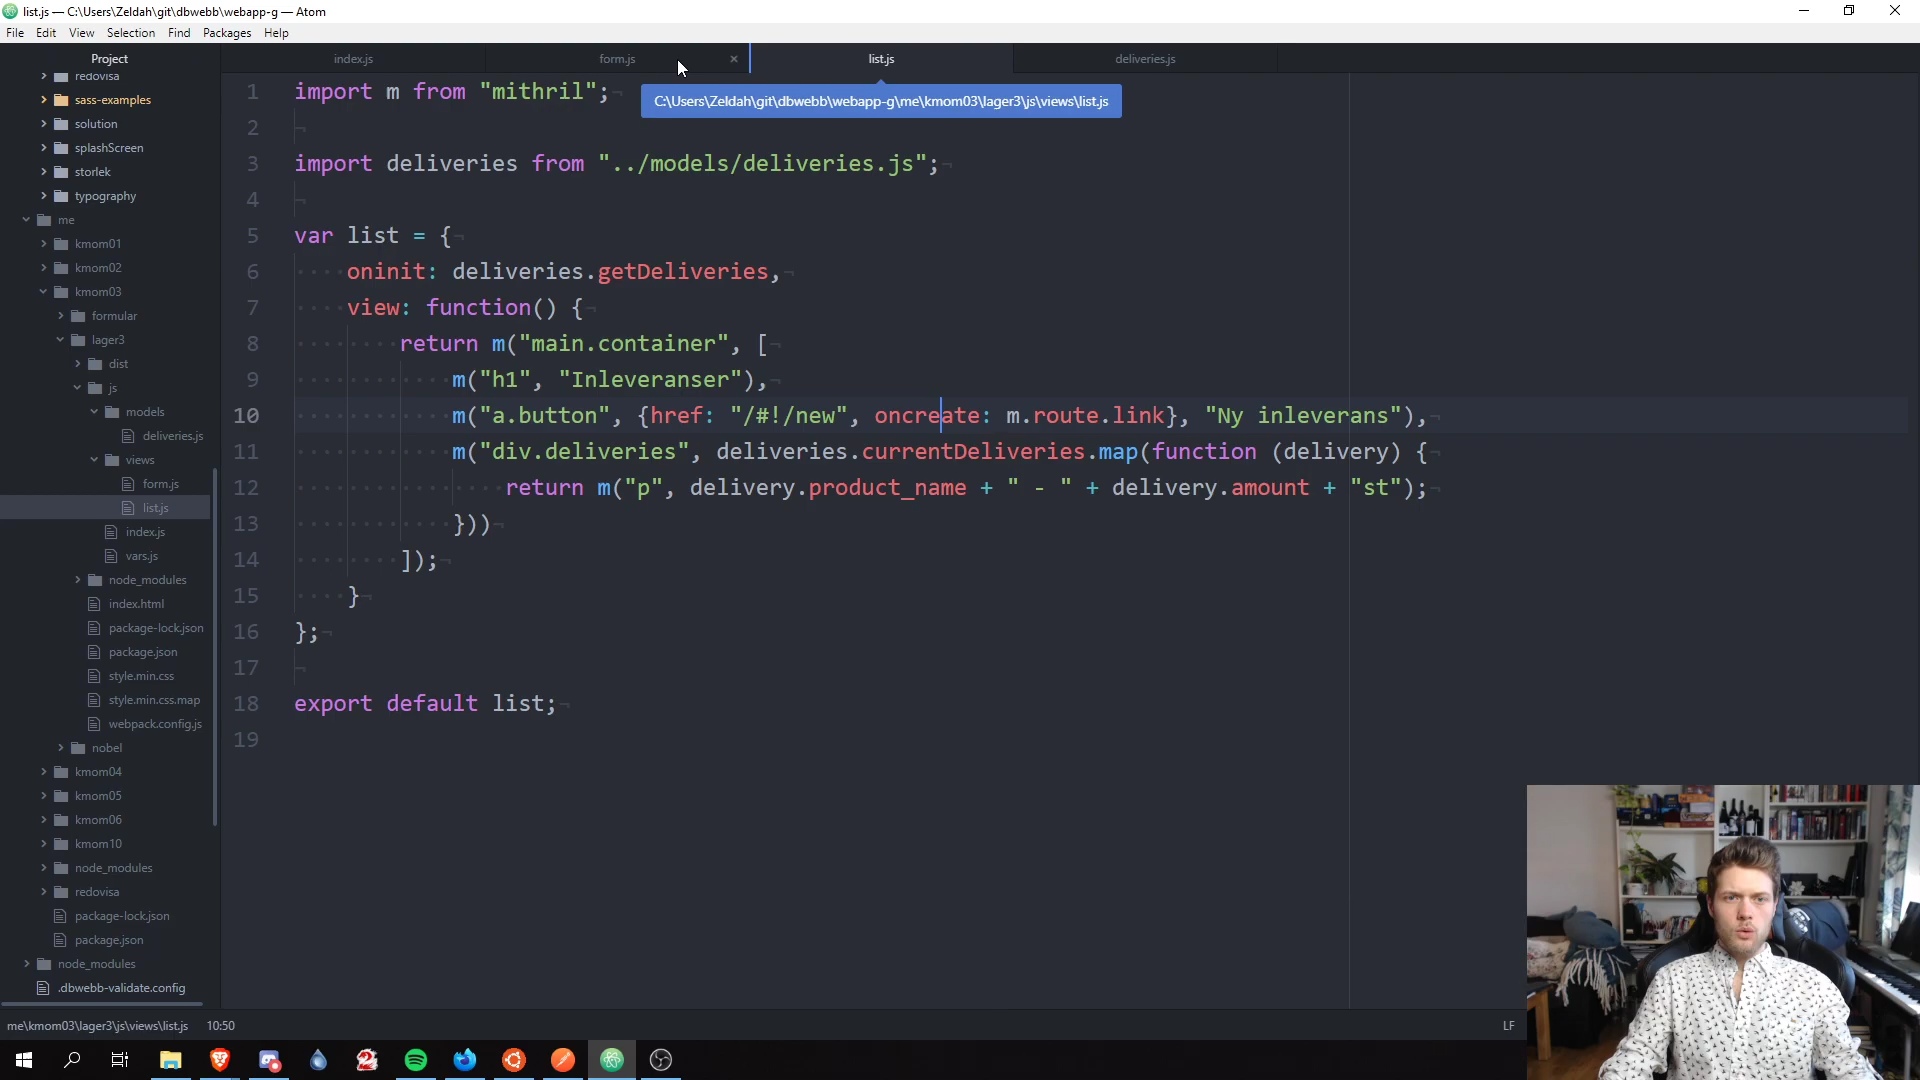 list.js — C:\Users\Zeldah\git\dbwebb\webapp-g — Atom
File Edit View Selection Find Packages Help
Project
index.js
form.js
list.js
deliveries.js
C:\Users\Zeldah\git\dbwebb\webapp-g\me\kmom03\lager3\js\views\list.js
redovisa
sass-examples
solution
splashScreen
storlek
typography
me
kmom01
kmom02
kmom03
formular
lager3
dist
js
models
deliveries.js
views
form.js
list.js
index.js
vars.js
node_modules
index.html
package-lock.json
package.json
style.min.css
style.min.css.map
webpack.config.js
nobel
kmom04
kmom05
kmom06
kmom10
node_modules
redovisa
package-lock.json
package.json
node_modules
.dbwebb-validate.config
1 import m from "mithril";
2
3 import deliveries from "../models/deliveries.js";
4
5 var list = {
6 oninit: deliveries.getDeliveries,
7 view: function() {
8 return m("main.container", [
9 m("h1", "Inleveranser"),
10 m("a.button", {href: "/#!/new", oncreate: m.route.link}, "Ny inleverans"),
11 m("div.deliveries", deliveries.currentDeliveries.map(function (delivery) {
12 return m("p", delivery.product_name + " - " + delivery.amount + "st");
13 }))
14 ]);
15 }
16 };
17
18 export default list;
19
me\kmom03\lager3\js\views\list.js 10:50
LF